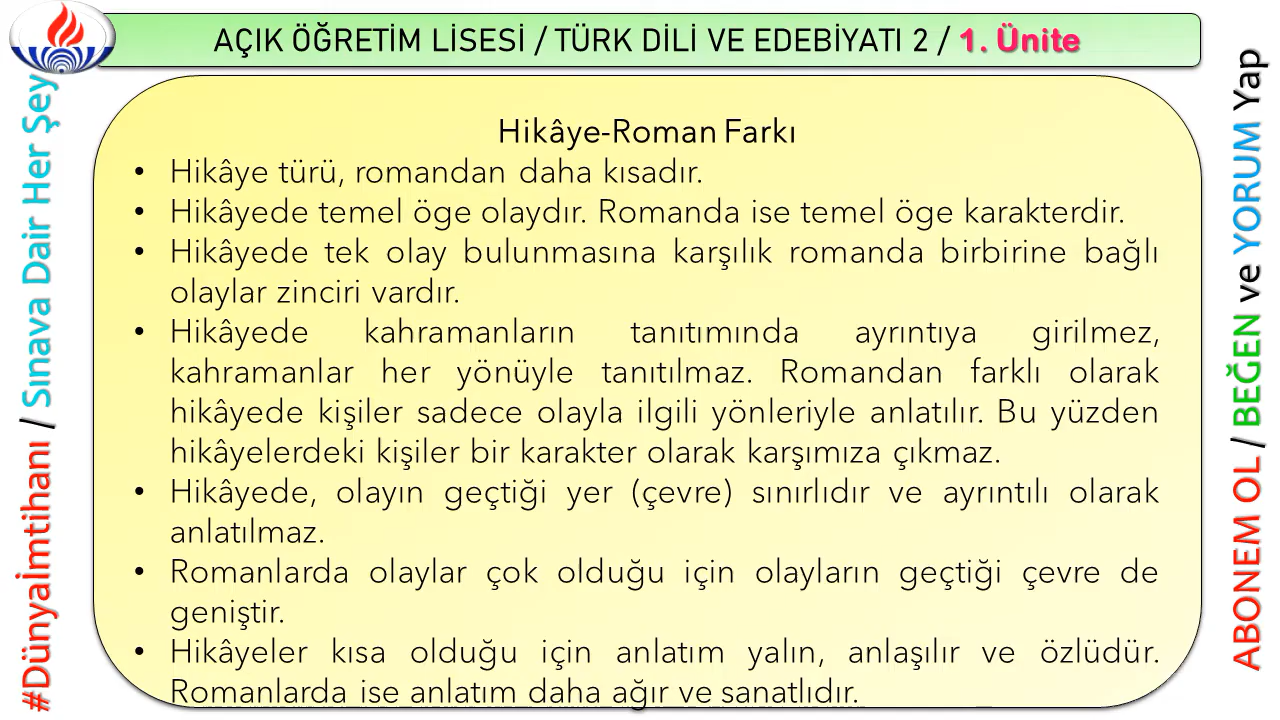 AÇIK ÖĞRETİM LİSESİ / TÜRK DİLİ VE EDEBİYATI 2 / 1. Ünite
#Dünyaİmtihanı / Sınava Dair Her Şey
Hikâye-Roman Farkı
• Hikâye türü, romandan daha kısadır.
• Hikâyede temel öge olaydır. Romanda ise temel öge karakterdir.
• Hikâyede tek olay bulunmasına karşılık romanda birbirine bağlı
olaylar zinciri vardır.
• Hikâyede kahramanların tanıtımında ayrıntıya girilmez,
kahramanlar her yönüyle tanıtılmaz. Romandan farklı olarak
hikâyede kişiler sadece olayla ilgili yönleriyle anlatılır. Bu yüzden
hikâyelerdeki kişiler bir karakter olarak karşımıza çıkmaz.
• Hikâyede, olayın geçtiği yer (çevre) sınırlıdır ve ayrıntılı olarak
anlatılmaz.
• Romanlarda olaylar çok olduğu için olayların geçtiği çevre de
geniştir.
• Hikâyeler kısa olduğu için anlatım yalın, anlaşılır ve özlüdür.
Romanlarda ise anlatım daha ağır ve sanatlıdır.
ABONEM OL / BEĞEN ve YORUM Yap